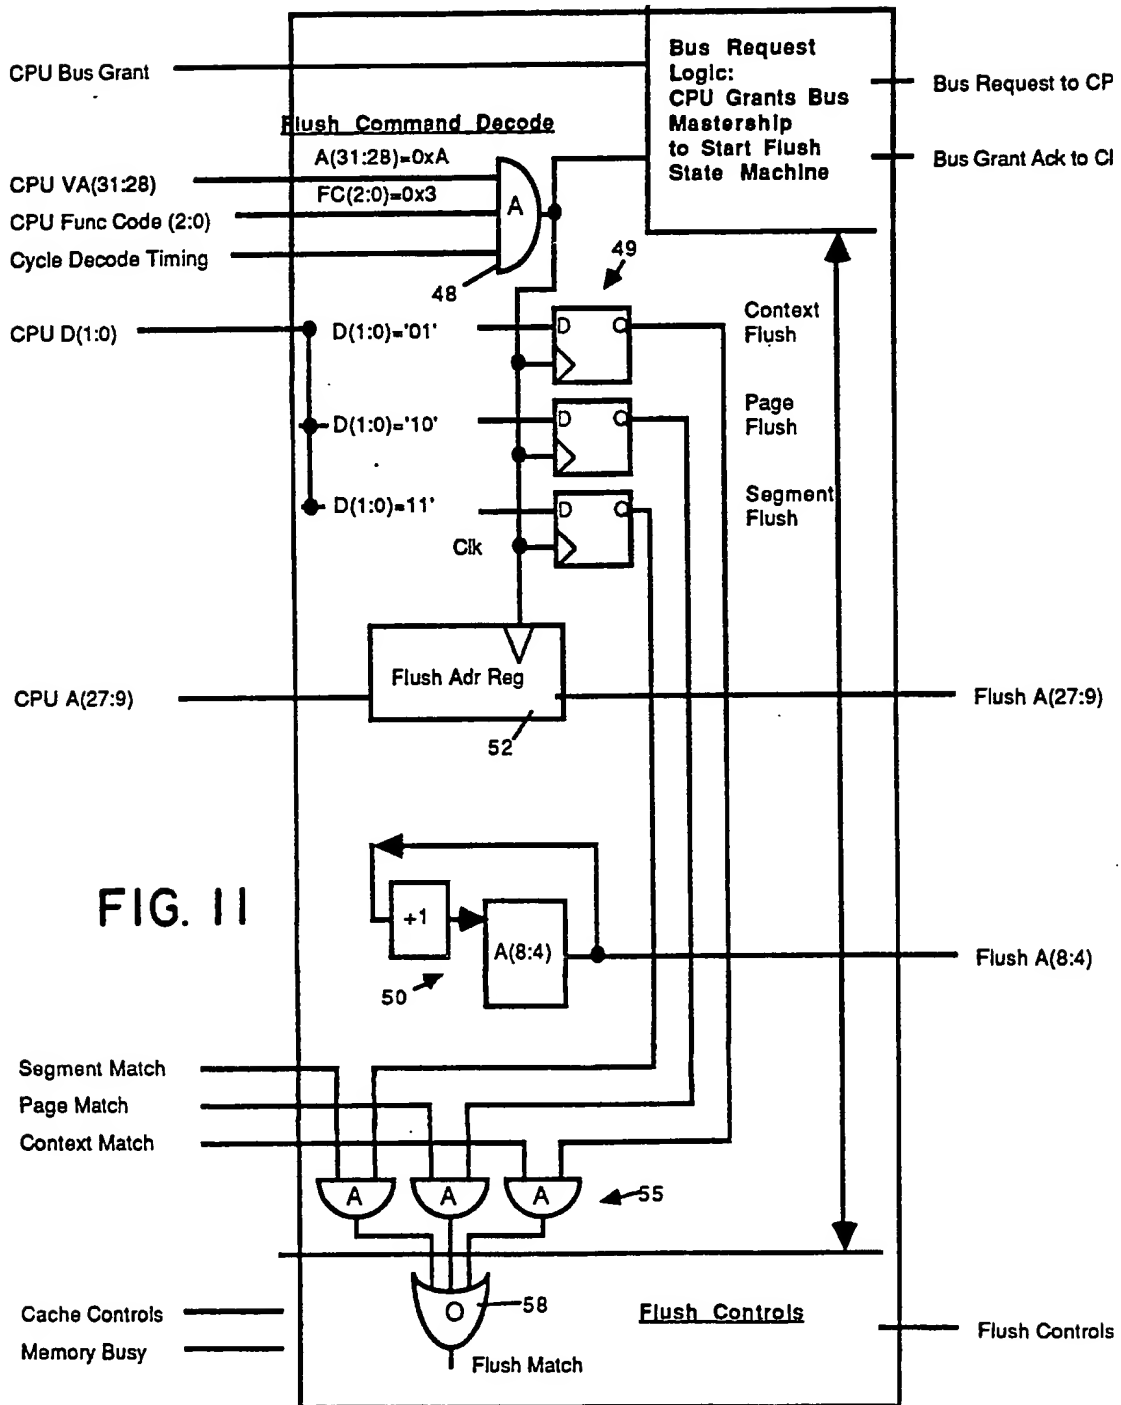 CPU Bus Grant
Bus Request
Logic:
CPU Grants Bus
Mastership
to Start Flush
State Machine
Bus Request to CP
Bus Grant Ack to CI
Flush Command Decode
A(31:28)=0xA
CPU VA(31:28)
FC(2:0)=0x3
A
CPU Func Code (2:0)
Cycle Decode Timing
48
49
CPU D(1:0)
D(1:0)='01'
D
Q
Context
Flush
D(1:0)='10'
D
Q
Page
Flush
D(1:0)=11'
D
Q
Segment
Flush
Clk
Flush Adr Reg
CPU A(27:9)
Flush A(27:9)
52
FIG. 11
+1
A(8:4)
Flush A(8:4)
50
Segment Match
Page Match
Context Match
A
A
A
55
Cache Controls
O
58
Flush Controls
Flush Controls
Memory Busy
Flush Match